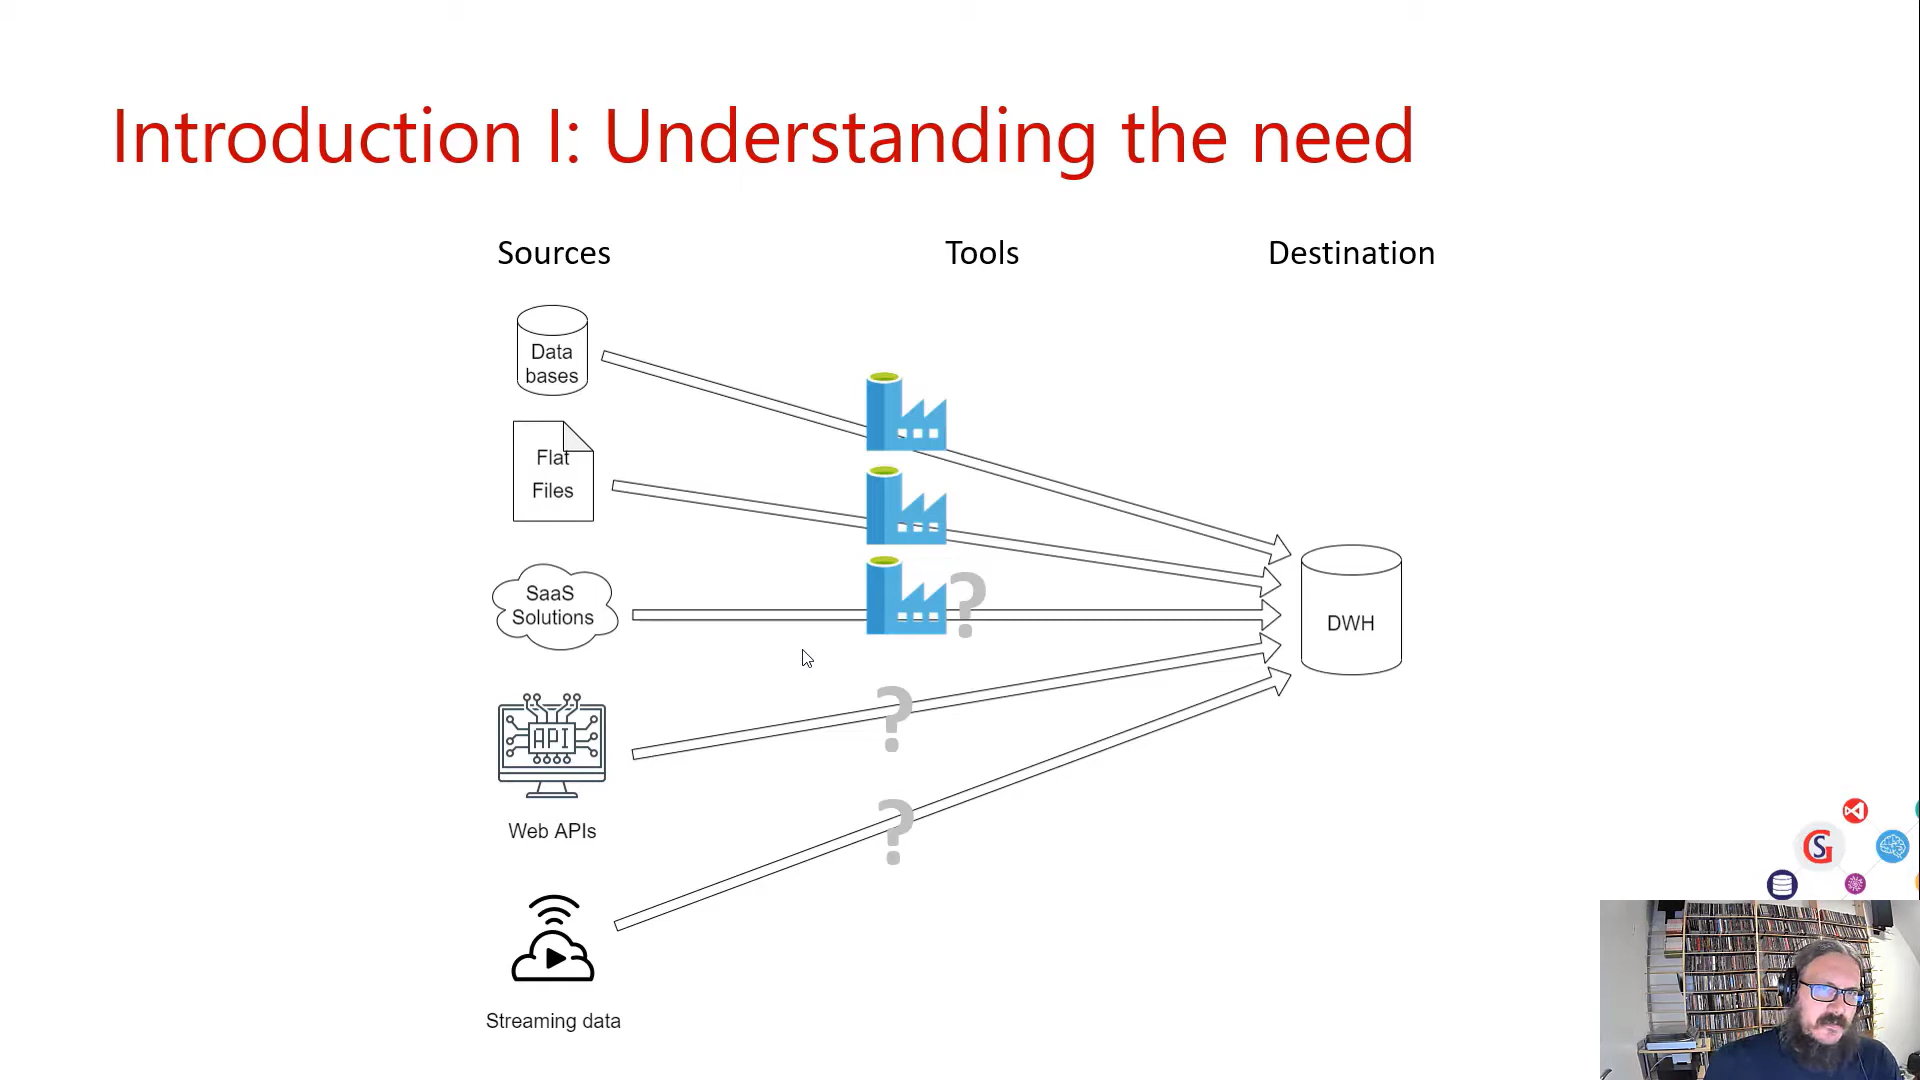 Introduction I: Understanding the need
Sources
Tools
Destination
Data
bases
Flat
Files
SaaS
Solutions
?
DWH
?
API
Web APIs
?
Streaming data
GS